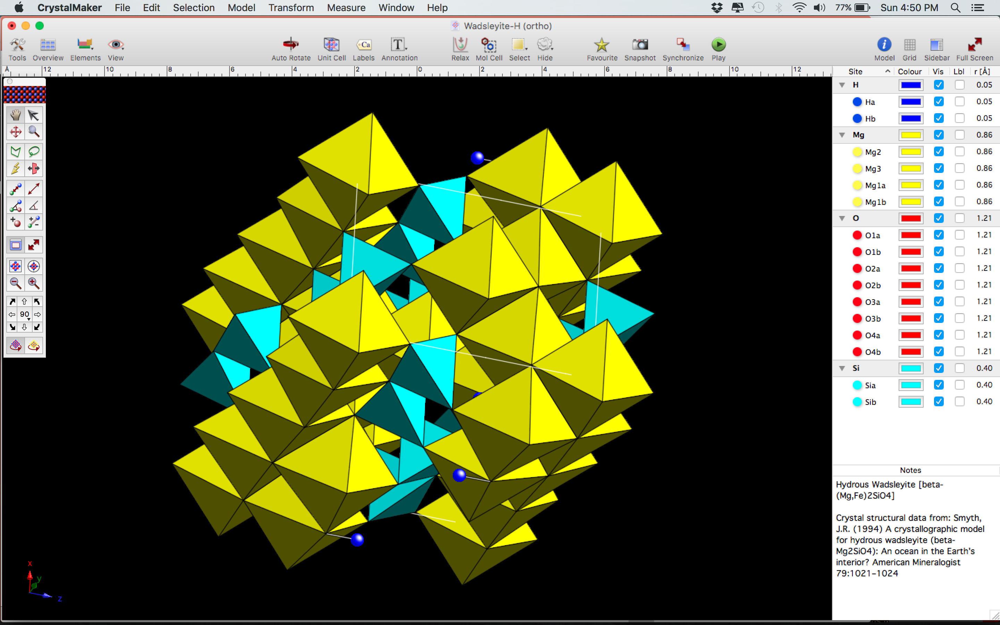 CrystalMaker File Edit Selection Model Transform Measure Window Help 77% Sun 4:50 PM
Wadsleyite-H (ortho)
Ca T
Tools Overview Elements View Auto Rotate Unit Cell Labels Annotation Relax Mol Cell Select Hide Favourite Snapshot Synchronize Play Model Grid Sidebar Full Screen
Å 12 10 8 6 4 2 0 2 4 6 8 10 12
Site Colour Vis Lbl r [Å]
H 0.05
Ha 0.05
Hb 0.05
Mg 0.86
Mg2 0.86
Mg3 0.86
Mg1a 0.86
Mg1b 0.86
O 1.21
O1a 1.21
O1b 1.21
O2a 1.21
O2b 1.21
O3a 1.21
O3b 1.21
O4a 1.21
O4b 1.21
Si 0.40
Sia 0.40
Sib 0.40
90
Notes
Hydrous Wadsleyite [beta-
(Mg,Fe)2SiO4]
Crystal structural data from: Smyth,
J.R. (1994) A crystallographic model
for hydrous wadsleyite (beta-
Mg2SiO4): An ocean in the Earth's
interior? American Mineralogist
79:1021-1024
x
y
z